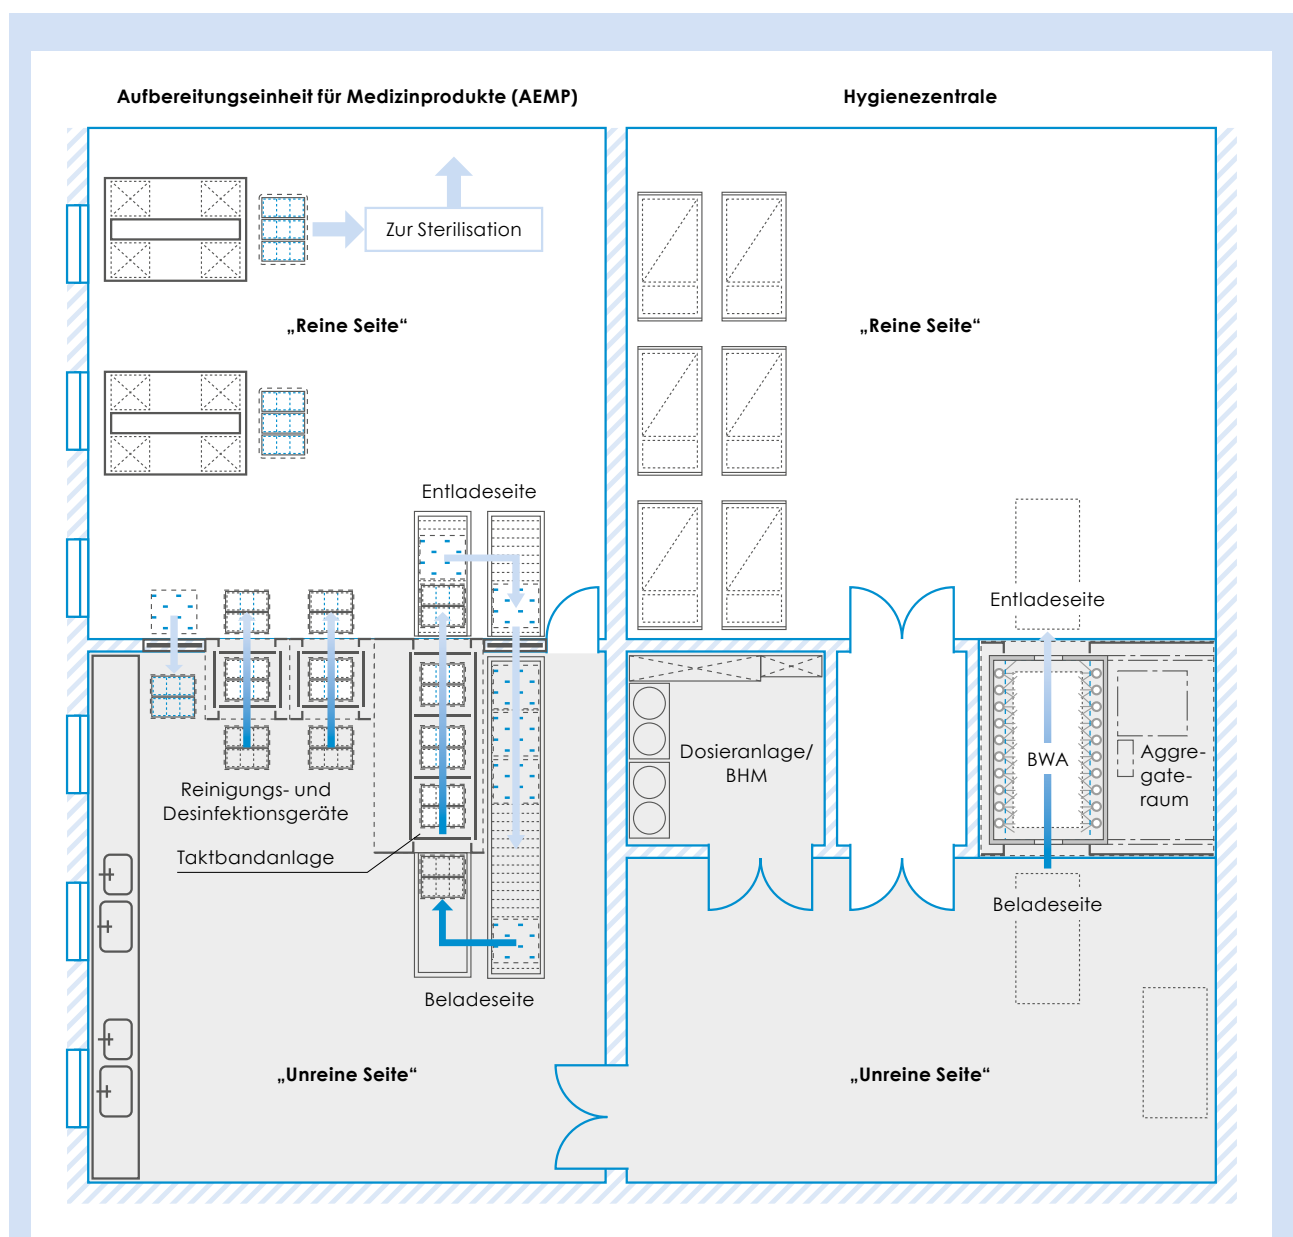 Aufbereitungseinheit für Medizinprodukte (AEMP)
Hygienezentrale
Zur Sterilisation
„Reine Seite“
„Reine Seite“
Entladeseite
Entladeseite
Dosieranlage/
BHM
BWA
Aggre-
gate-
raum
Reinigungs- und
Desinfektionsgeräte
Taktbandanlage
Beladeseite
Beladeseite
„Unreine Seite“
„Unreine Seite“